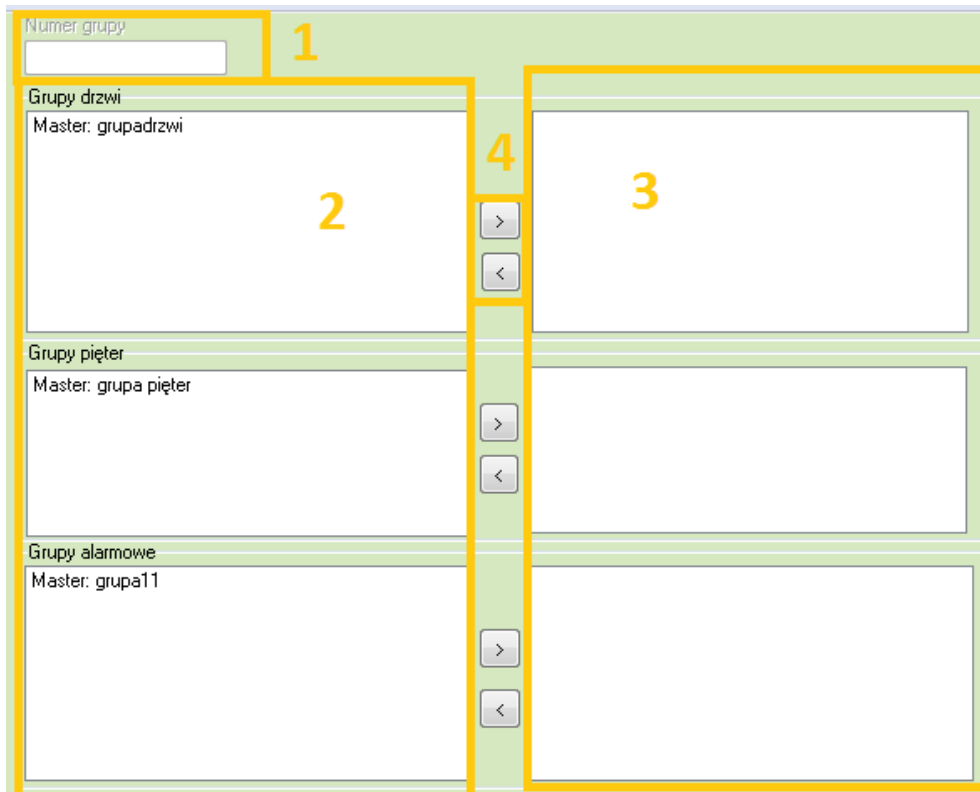 Numer grupy
1
Grupy drzwi
Master: grupadrzwi
2
4
3
>
<
Grupy pięter
Master: grupa pięter
>
<
Grupy alarmowe
Master: grupa11
>
<